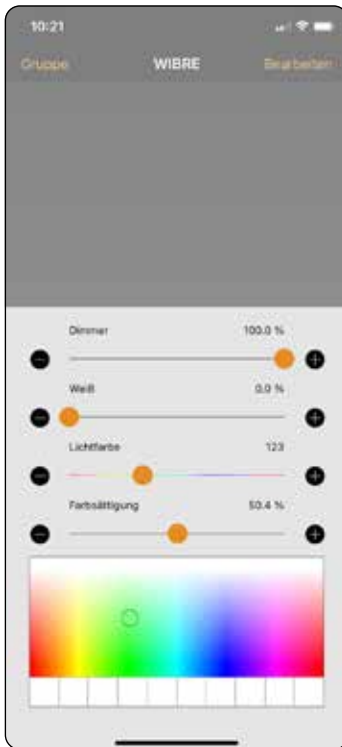 10:21
Gruppe WIBRE Bearbeiten
Dimmer 100.0 %
Weiß 0.0 %
Lichtfarbe 123
Farbsättigung 50.4 %